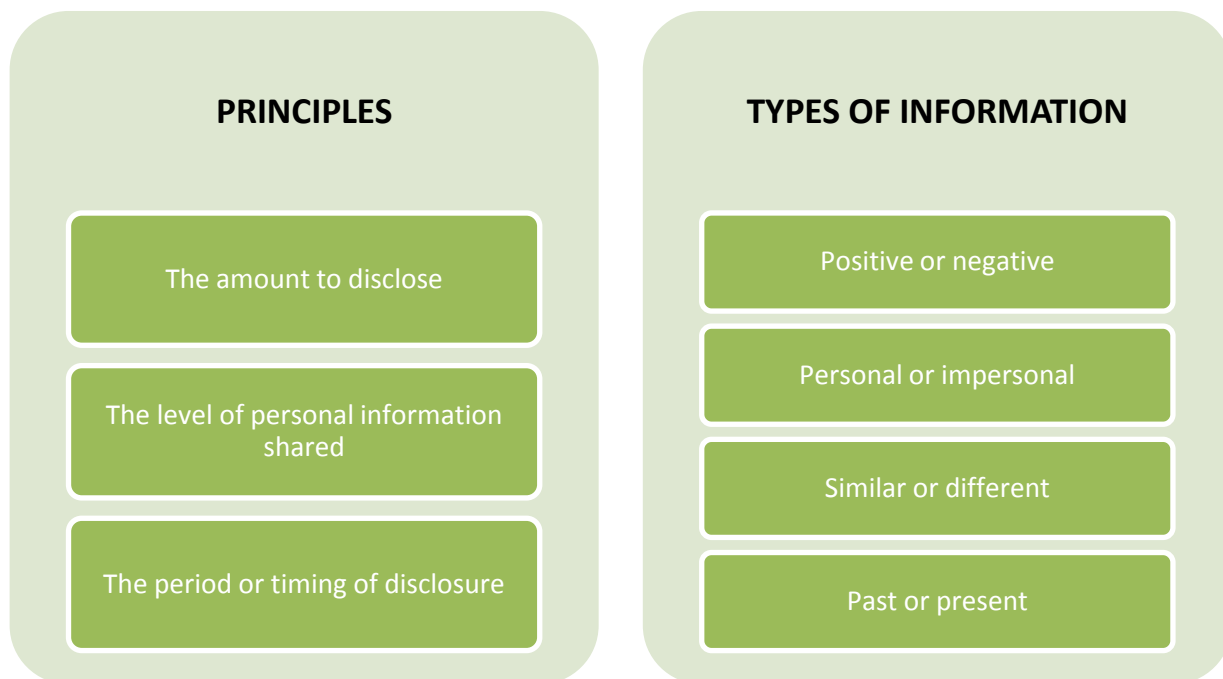 PRINCIPLES
The amount to disclose
The level of personal information
shared
The period or timing of disclosure
TYPES OF INFORMATION
Positive or negative
Personal or impersonal
Similar or different
Past or present